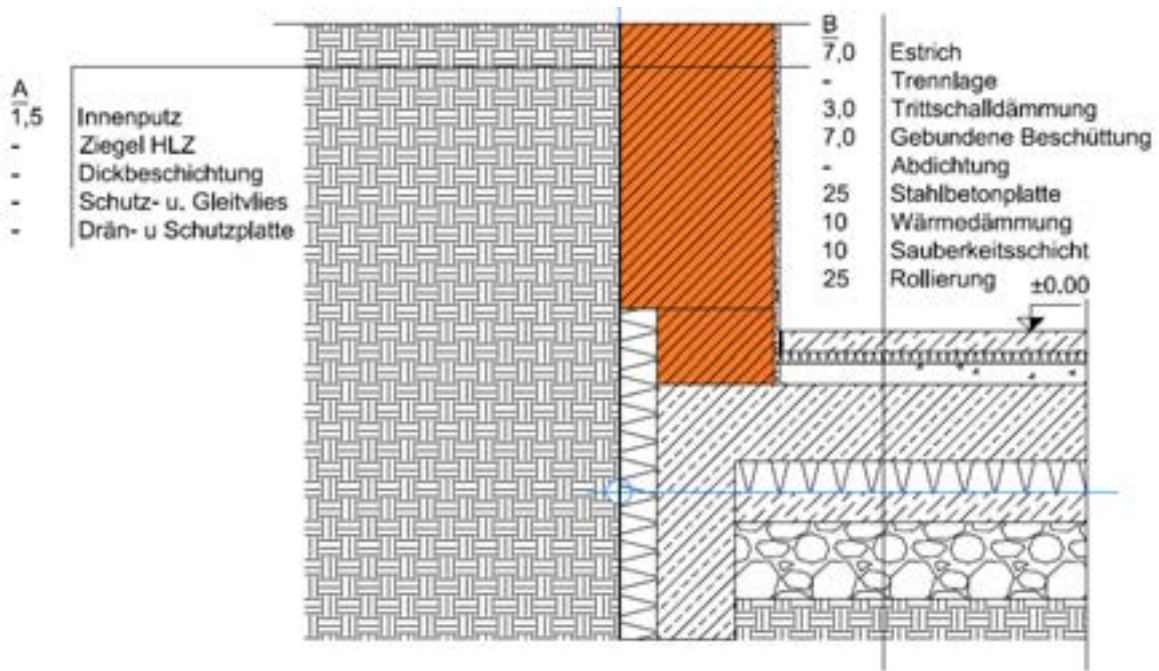 A
1,5 Innenputz
- Ziegel HLZ
- Dickbeschichtung
- Schutz- u. Gleitvlies
- Drän- u Schutzplatte
B
7,0 Estrich
- Trennlage
3,0 Trittschalldämmung
7,0 Gebundene Beschüttung
- Abdichtung
25 Stahlbetonplatte
10 Wärmedämmung
10 Sauberkeitsschicht
25 Rollierung
±0.00